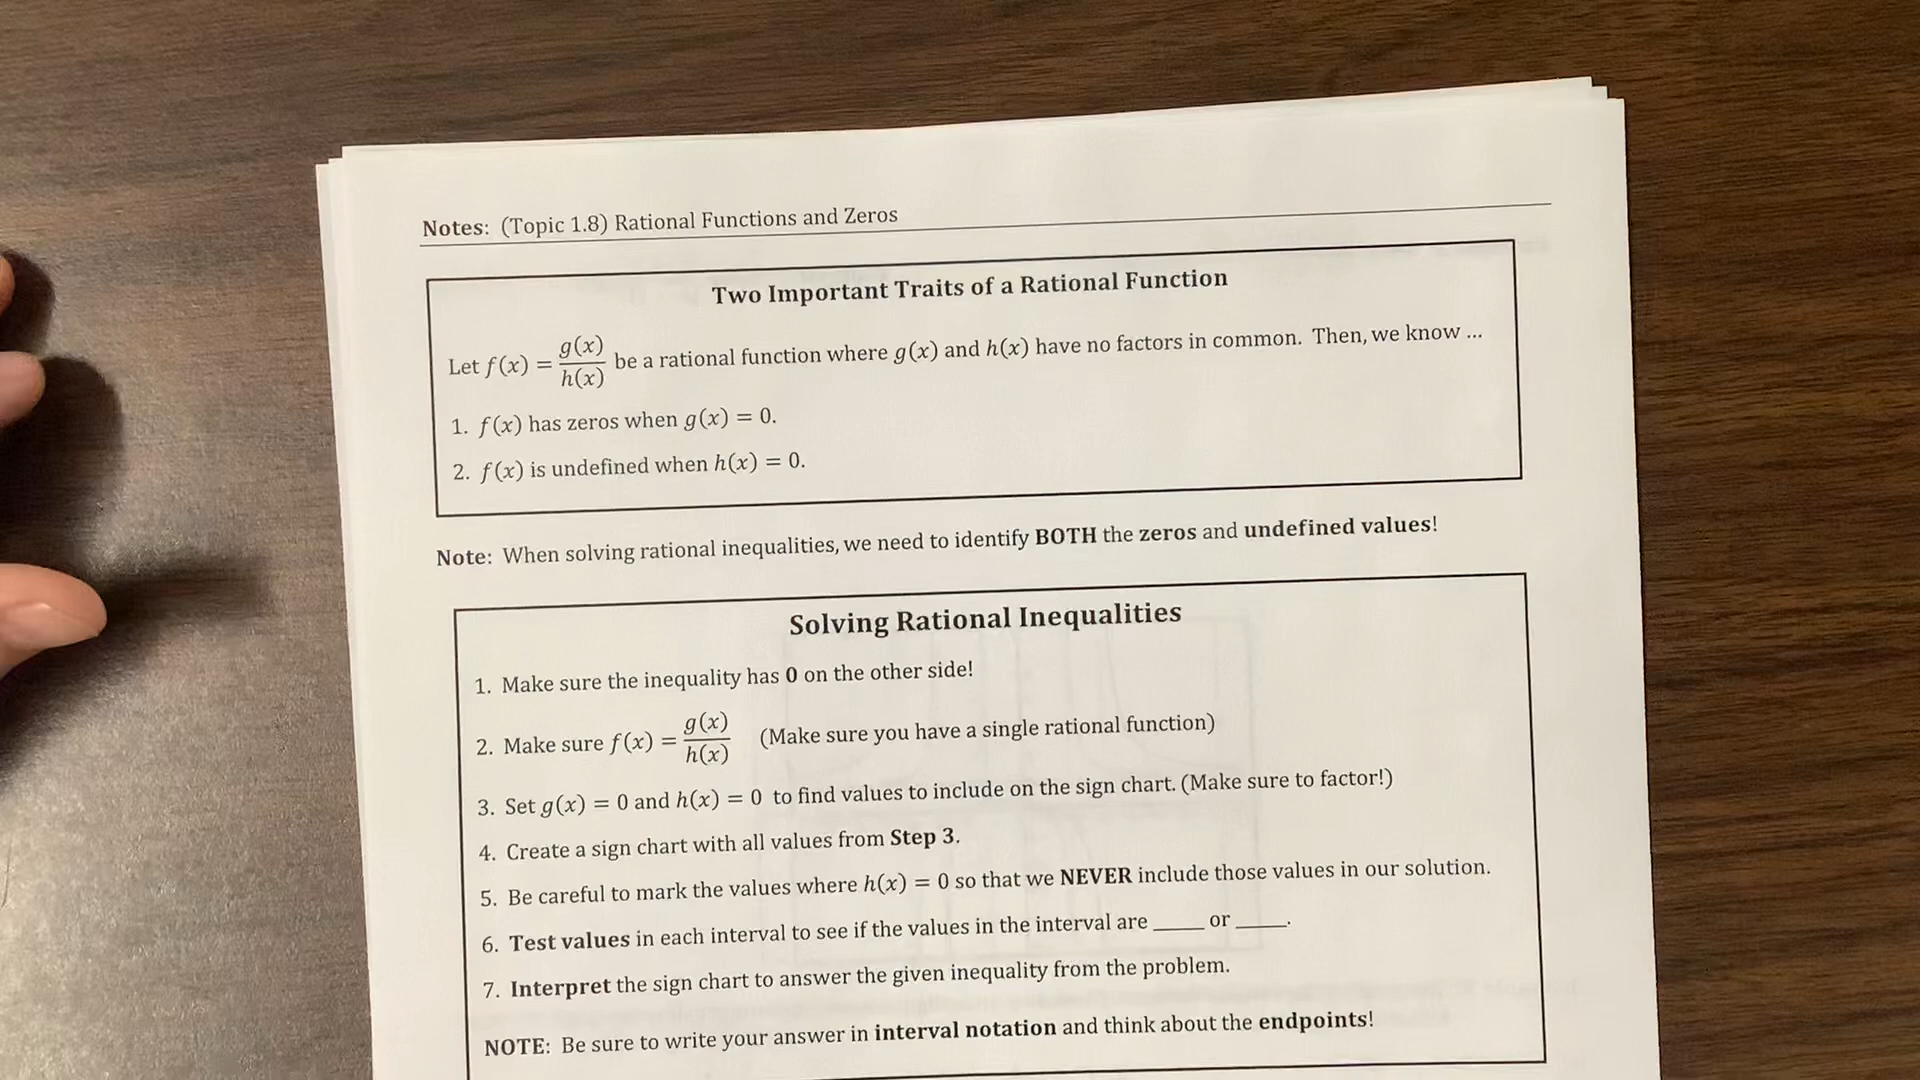 Notes: (Topic 1.8) Rational Functions and Zeros
Two Important Traits of a Rational Function
Let f(x) = g(x)/h(x) be a rational function where g(x) and h(x) have no factors in common. Then, we know ...
1. f(x) has zeros when g(x) = 0.
2. f(x) is undefined when h(x) = 0.
Note: When solving rational inequalities, we need to identify BOTH the zeros and undefined values!
Solving Rational Inequalities
1. Make sure the inequality has 0 on the other side!
2. Make sure f(x) = g(x)/h(x) (Make sure you have a single rational function)
3. Set g(x) = 0 and h(x) = 0 to find values to include on the sign chart. (Make sure to factor!)
4. Create a sign chart with all values from Step 3.
5. Be careful to mark the values where h(x) = 0 so that we NEVER include those values in our solution.
6. Test values in each interval to see if the values in the interval are ____ or ____.
7. Interpret the sign chart to answer the given inequality from the problem.
NOTE: Be sure to write your answer in interval notation and think about the endpoints!